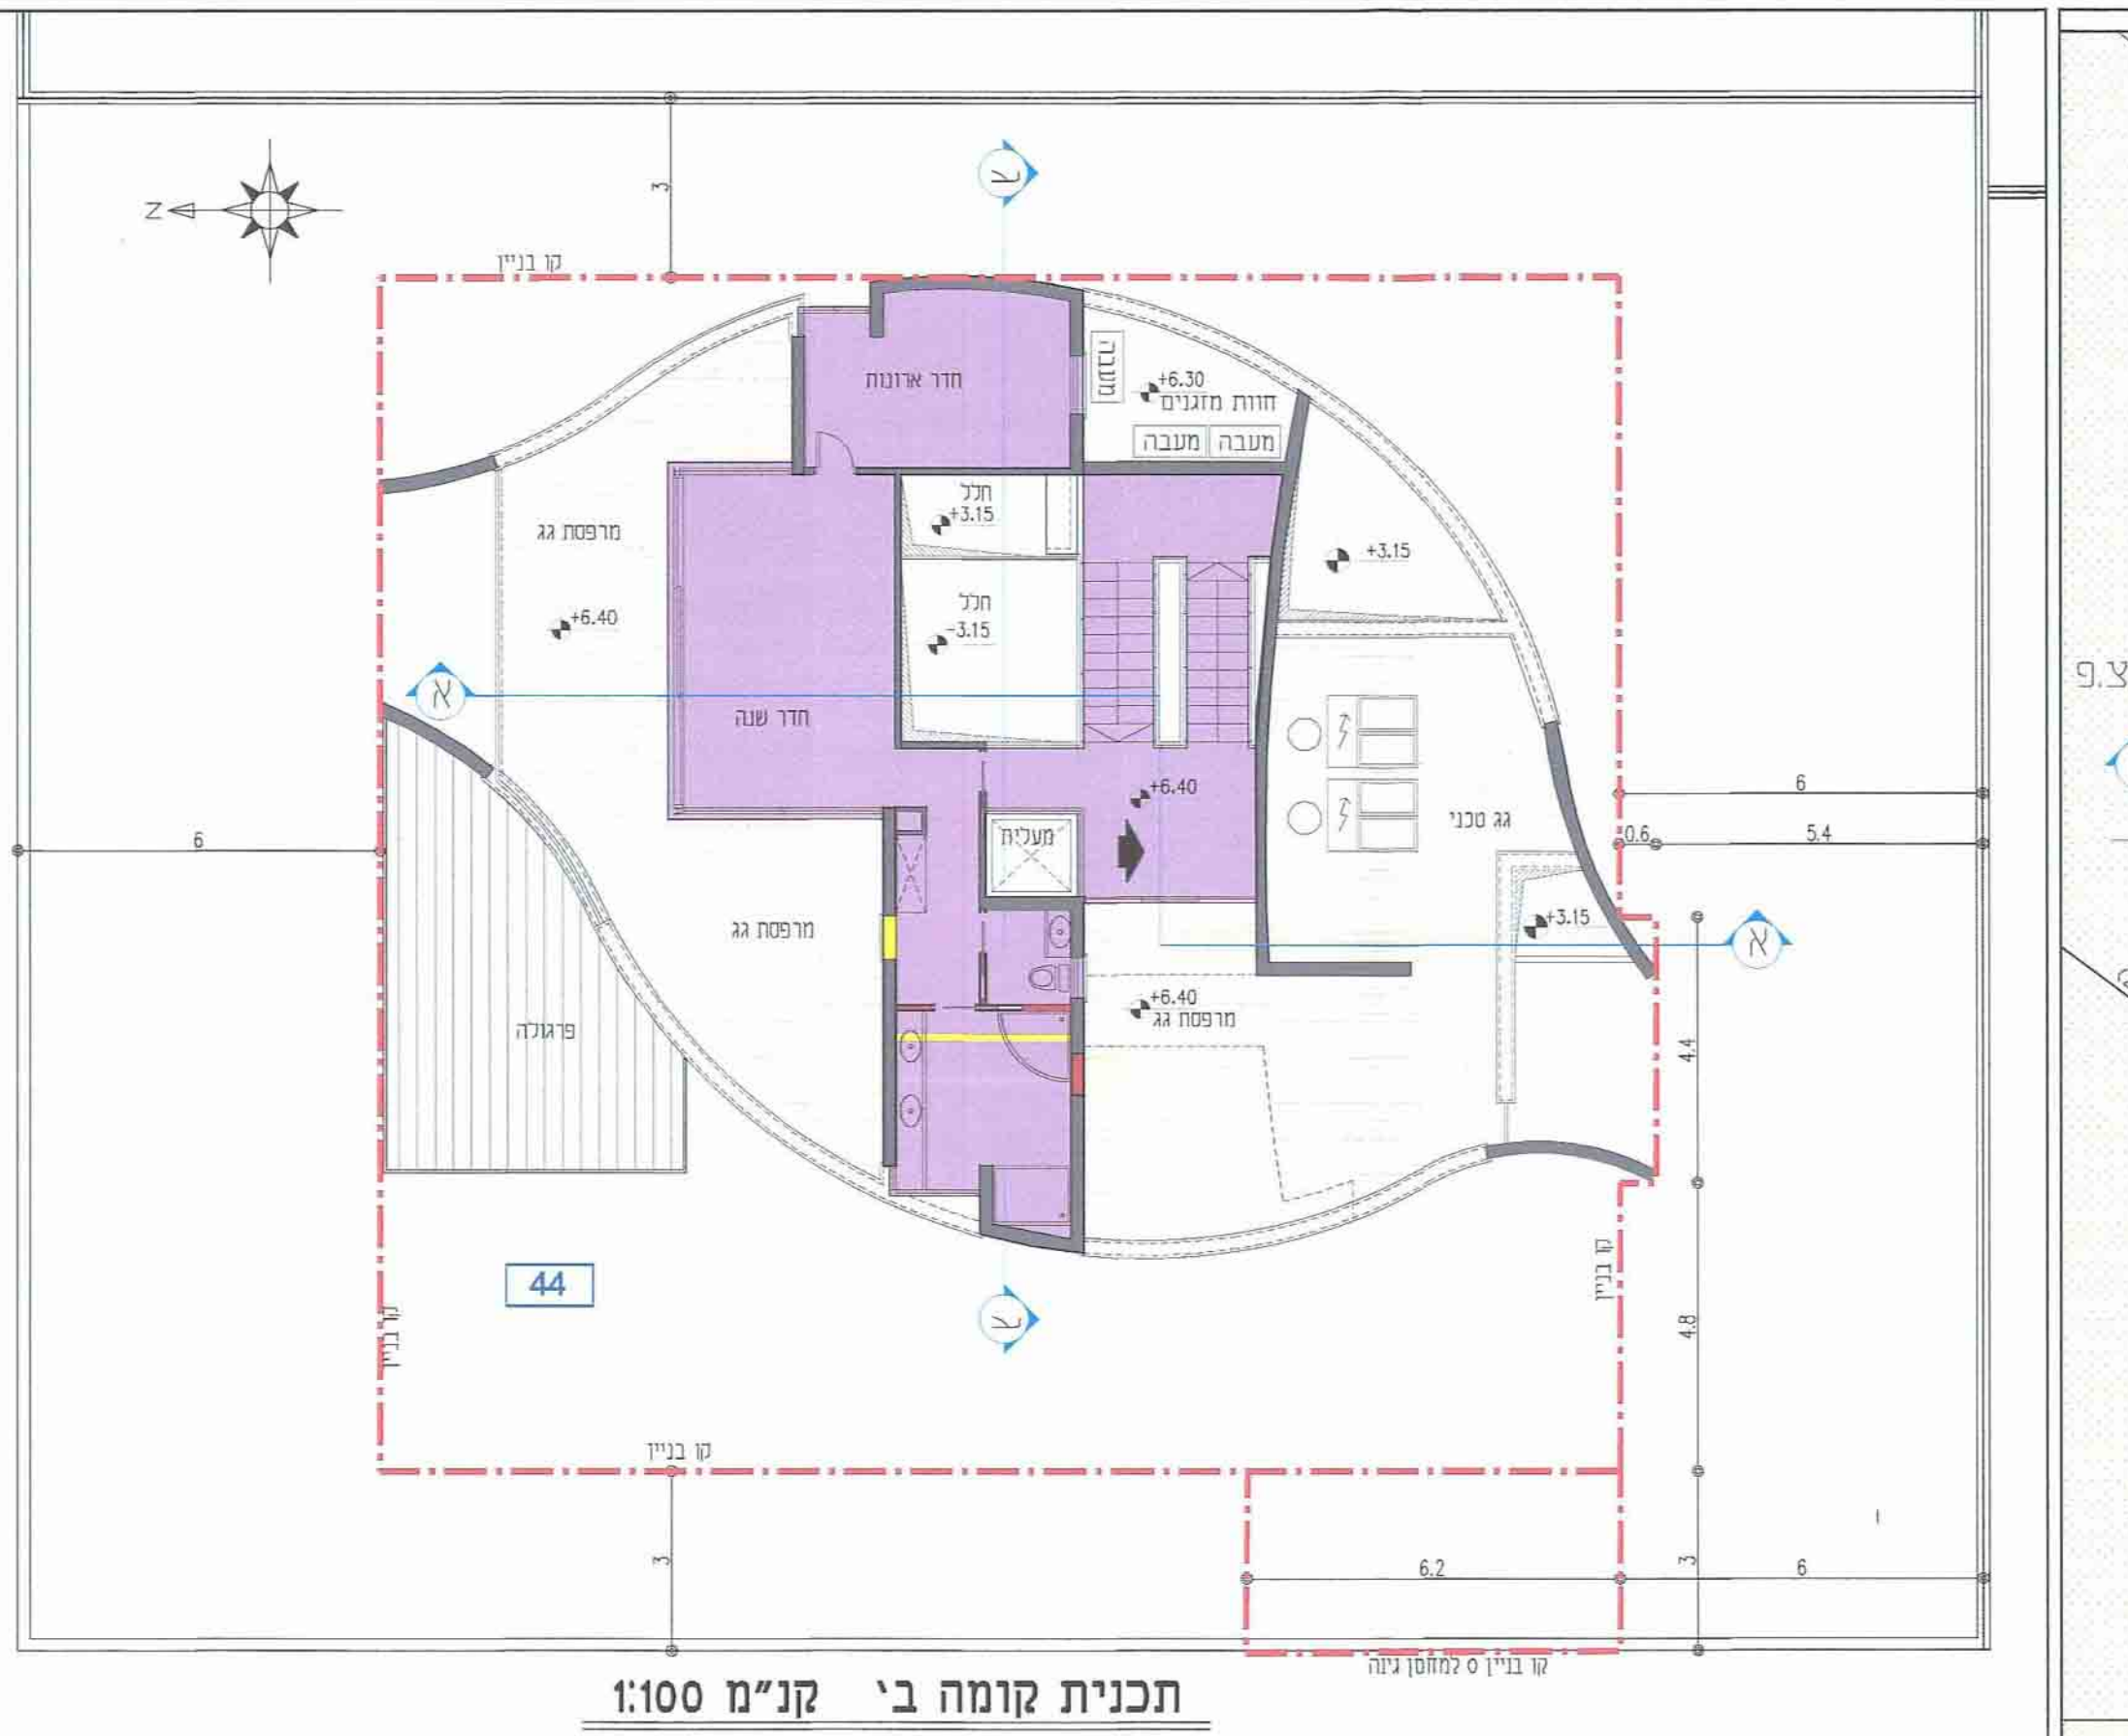 3
N
קו בניין
חדר ארונות
מעבה
+6.30
חוות מזגנים
מעבה
מעבה
מרפסת גג
+6.40
חלל
+3.15
חלל
-3.15
+3.15
א
חדר שנה
+6.40
מעלית
גג טכני
6
6
0.6
5.4
+3.15
א
מרפסת גג
+6.40
מרפסת גג
פרגולה
4.4
44
קו בניין
קו בניין
4.8
קו בניין
3
6.2
3
6
קו בניין 0 למחסן גינה
תכנית קומה ב' קנ"מ 1:100